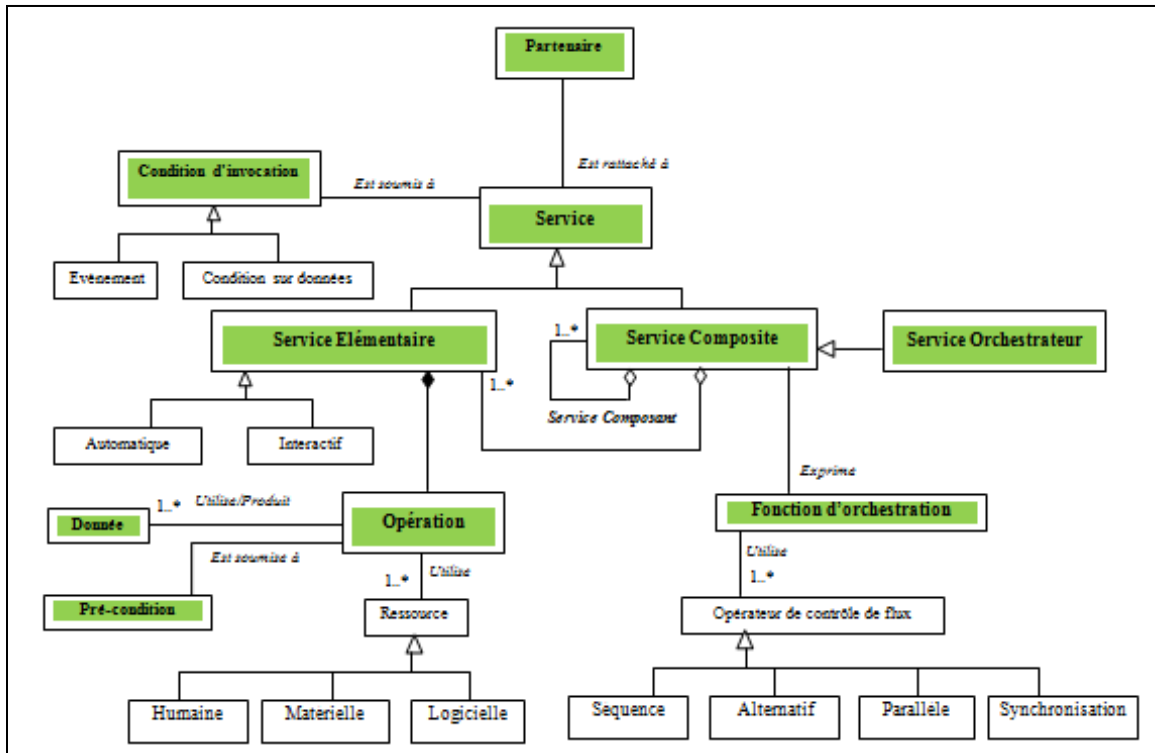 Partenaire
Est rattaché à
Condition d'invocation
Est soumis à
Service
Evènement
Condition sur données
Service Elémentaire
1..*
Service Composite
Service Orchestrateur
1..*
Service Composant
Automatique
Interactif
Exprime
Utilise/Produit
1..*
Donnée
Opération
Fonction d'orchestration
Est soumise à
Utilise
1..*
Utilise
1..*
Pré-condition
Ressource
Opérateur de contrôle de flux
Humaine
Materielle
Logicielle
Sequence
Alternatif
Parallèle
Synchronisation